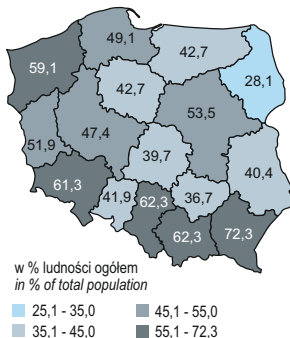 49,1
42,7
59,1
28,1
42,7
53,5
47,4
51,9
39,7
40,4
61,3
41,9
62,3
36,7
62,3
72,3
w % ludności ogółem
in % of total population
25,1 - 35,0
45,1 - 55,0
35,1 - 45,0
55,1 - 72,3